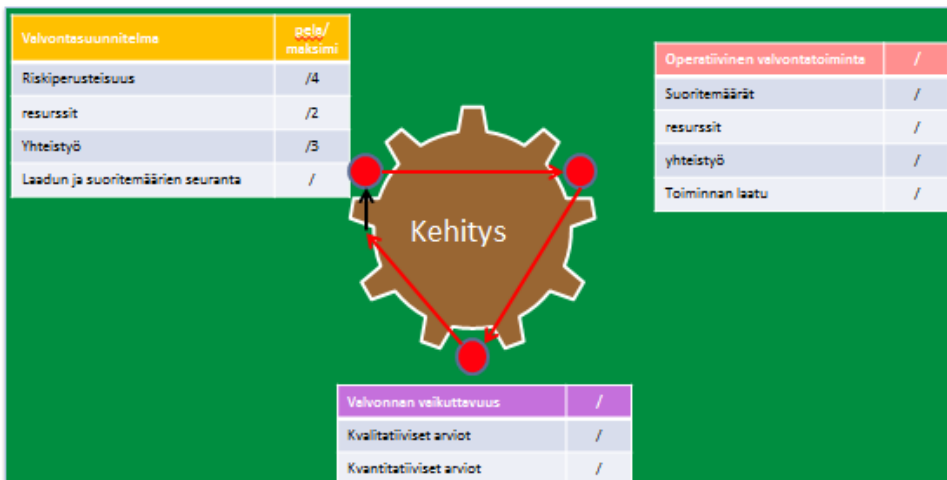 Valvontasuunnitelma pela/ maksimi
Riskiperusteisuus /4
resurssit /2
Yhteistyö /3
Laadun ja suoritemäärien seuranta /
Operatiivinen valvontatoiminta /
Suoritemäärät /
resurssit /
yhteistyö /
Toiminnan laatu /
Kehitys
Valvonnan vaikuttavuus /
Kvalitatiiviset arviot /
Kvantitatiiviset arviot /